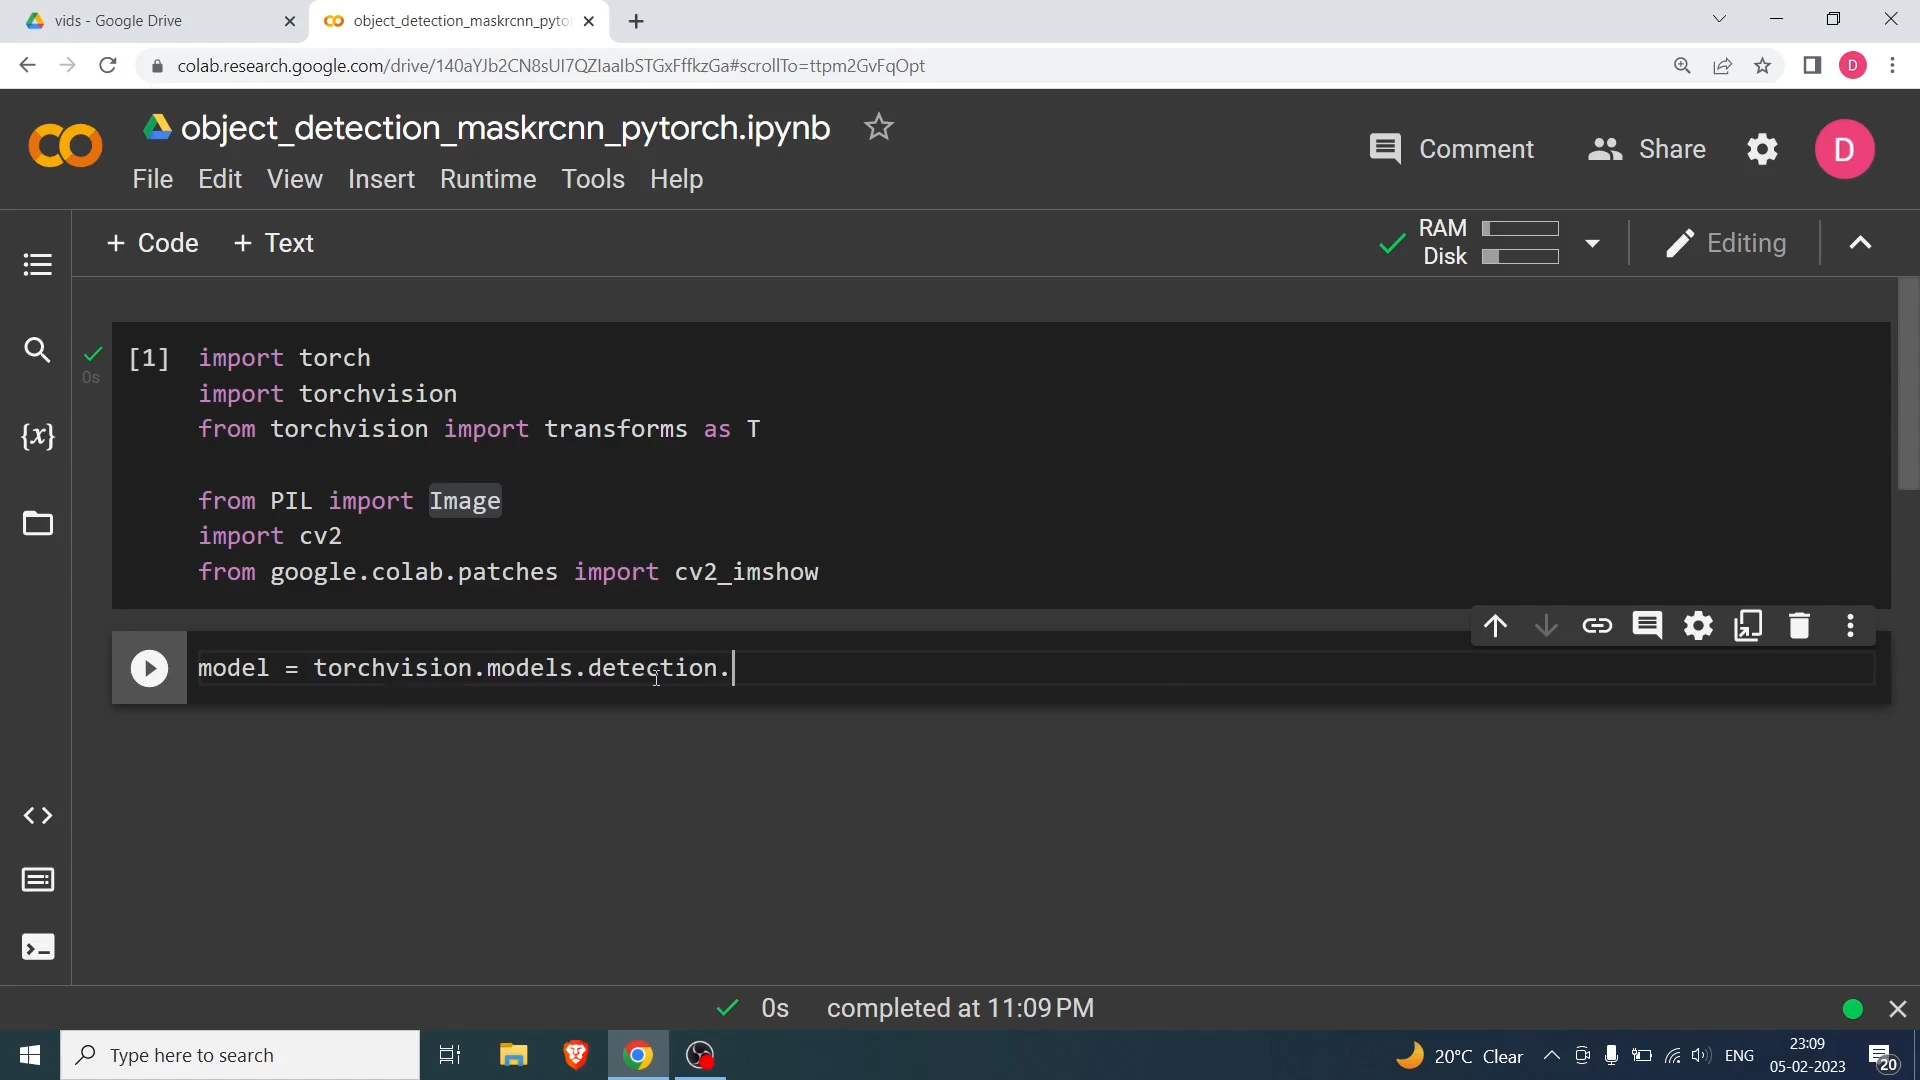 vids - Google Drive
object_detection_maskrcnn_pyto
colab.research.google.com/drive/140aYJb2CN8sUI7QZIaaIbSTGxFffkzGa#scrollTo=ttpm2GvFqOpt
D
object_detection_maskrcnn_pytorch.ipynb
Comment
Share
D
File Edit View Insert Runtime Tools Help
+ Code + Text
RAM
Disk
Editing
[1] import torch
0s
import torchvision
from torchvision import transforms as T
{x}
from PIL import Image
import cv2
from google.colab.patches import cv2_imshow
model = torchvision.models.detection.
0s completed at 11:09 PM
Type here to search
20°C Clear
ENG
23:09
05-02-2023
20